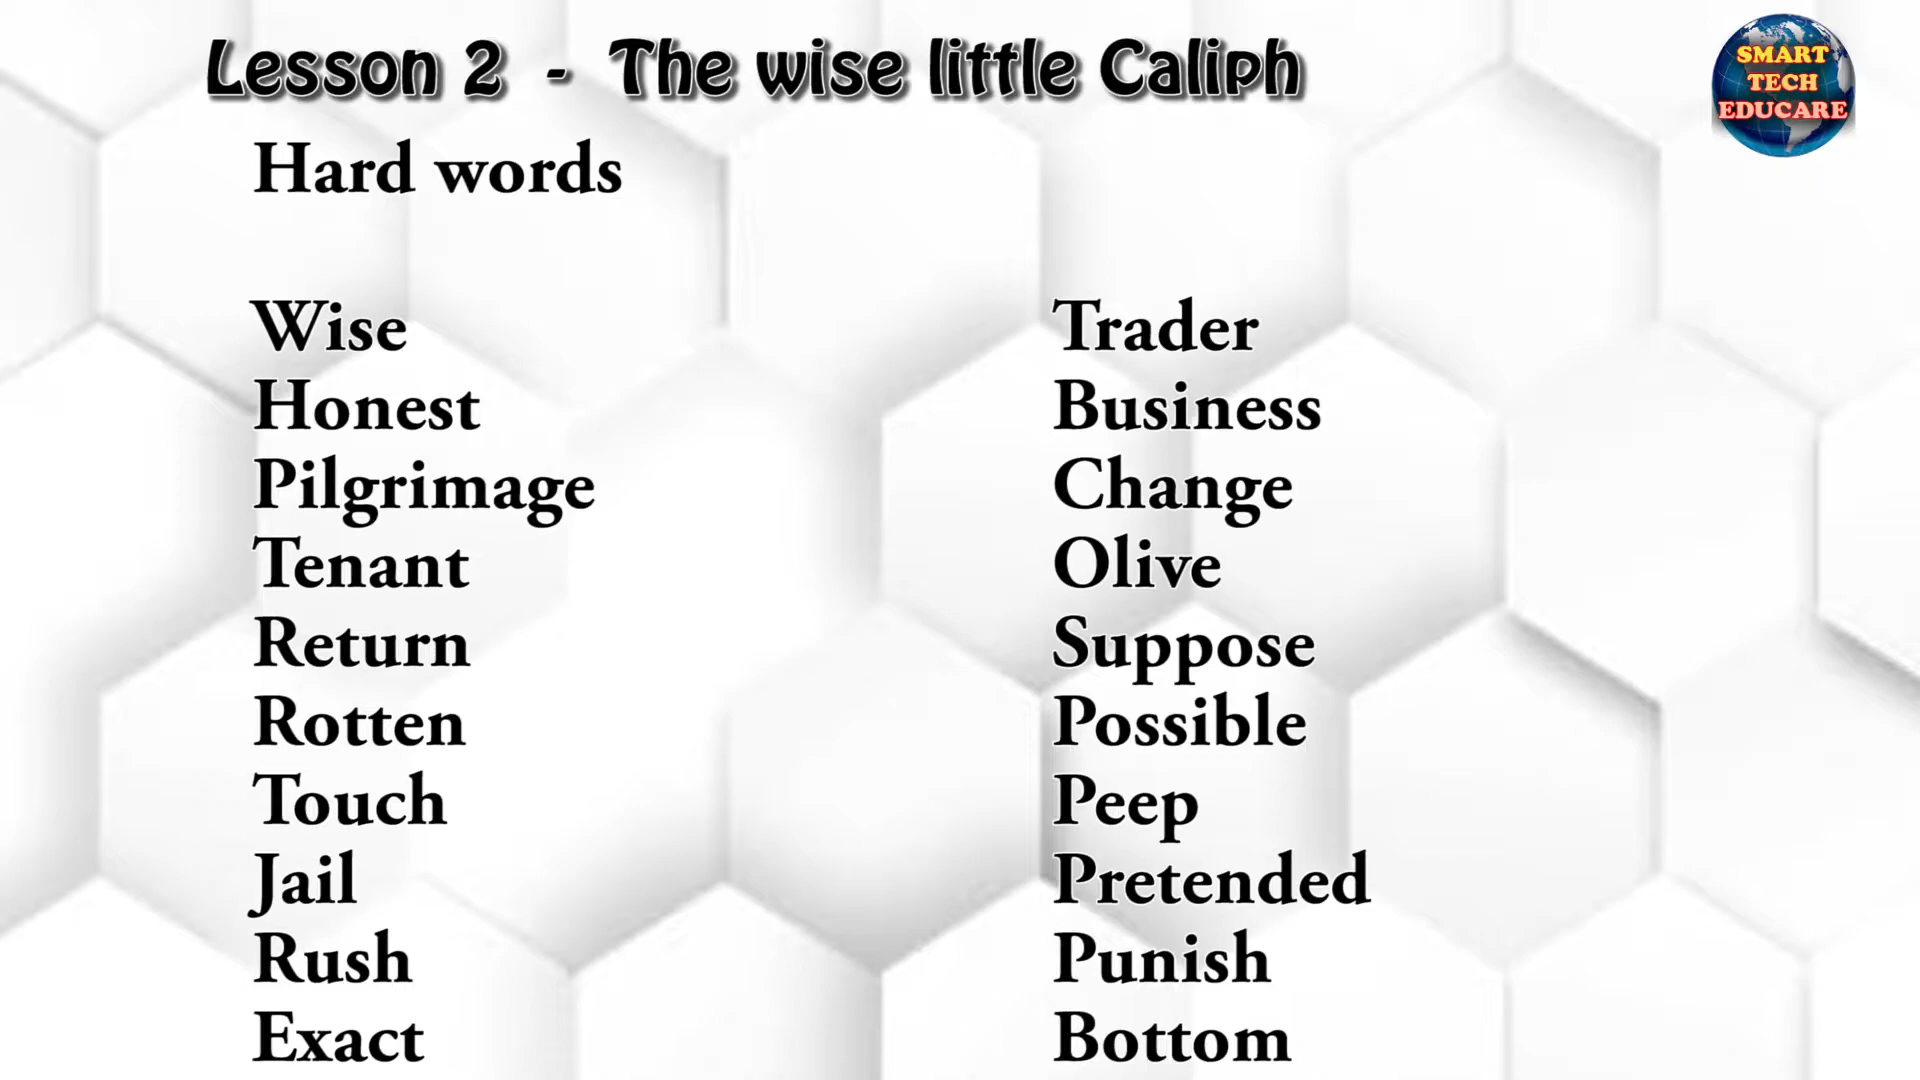 Lesson 2 - The wise little Caliph
SMART
TECH
EDUCARE
Hard words
Wise
Honest
Pilgrimage
Tenant
Return
Rotten
Touch
Jail
Rush
Exact
Trader
Business
Change
Olive
Suppose
Possible
Peep
Pretended
Punish
Bottom